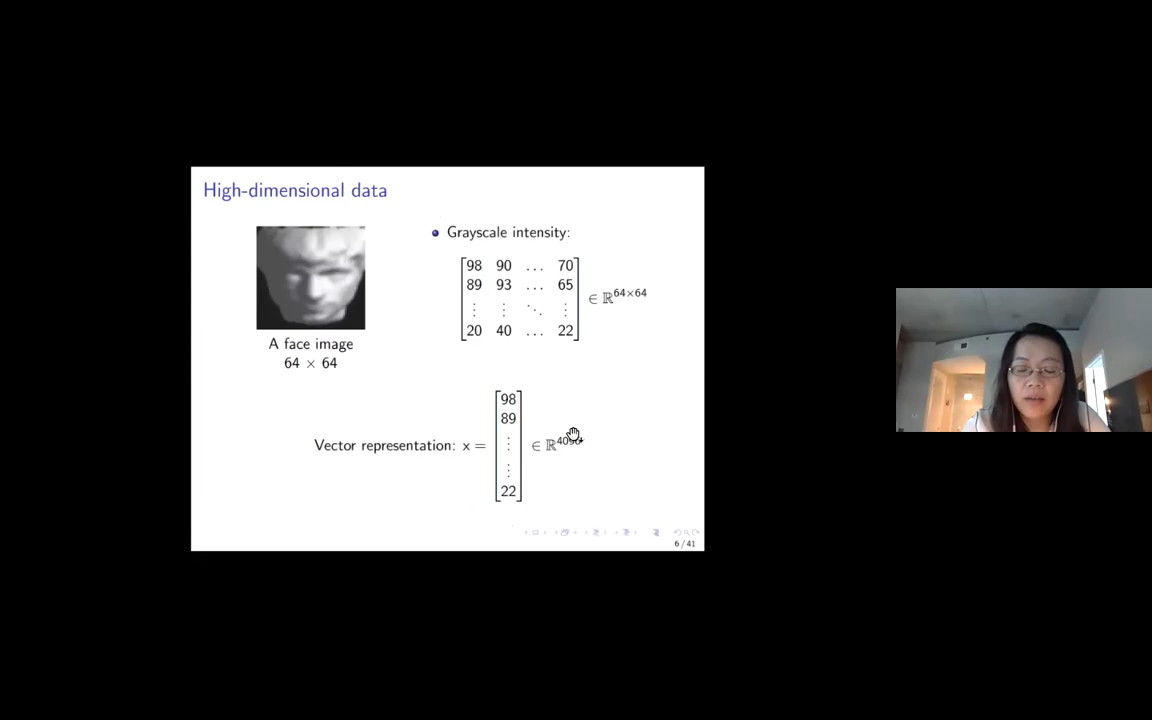 High-dimensional data
A face image
64 × 64
Grayscale intensity:
[98 90 … 70]
[89 93 … 65]
[⋮ ⋮ ⋱ ⋮]
[20 40 … 22]
∈ ℝ^{64×64}
Vector representation: x =
[98]
[89]
[⋮]
[⋮]
[22]
∈ ℝ
6 / 41